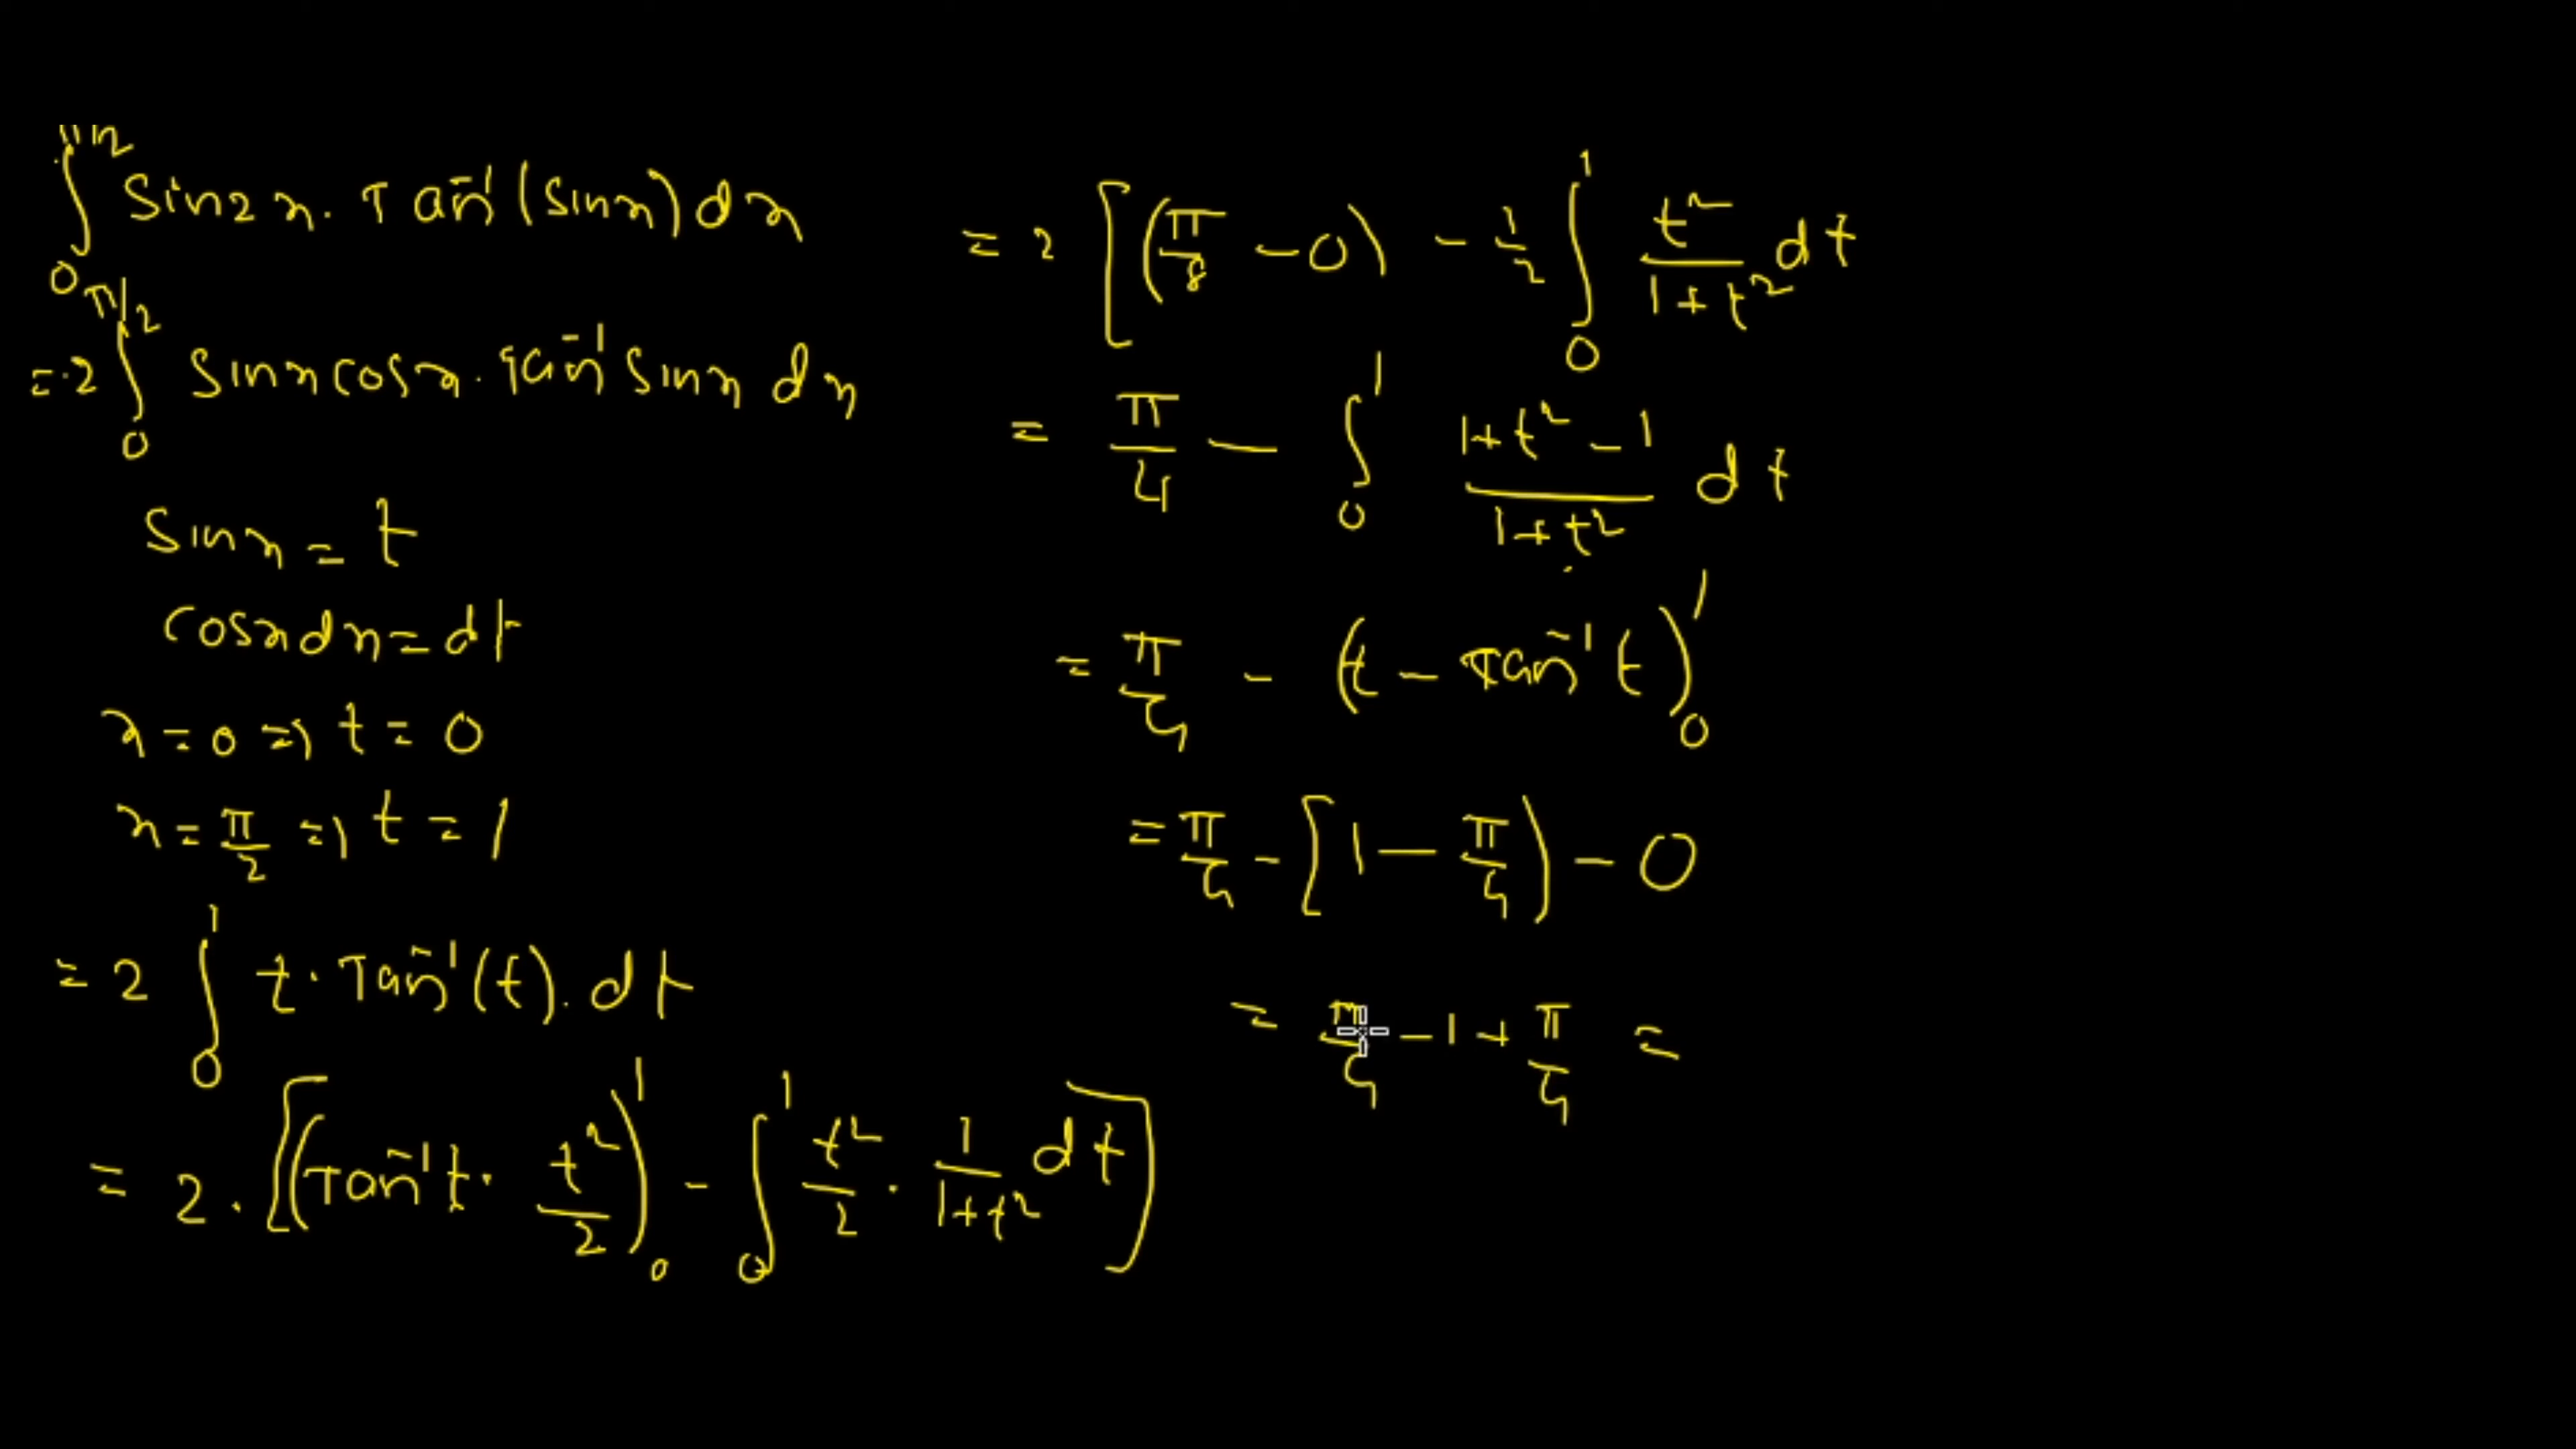 ∫₀^{π/2} Sin2x. Tan⁻¹(Sinx)dx
= 2 ∫₀^{π/2} Sinx Cosx. Tan⁻¹ Sinx dx
Sinx = t
Cosx dx = dt
x = 0 ⇒ t = 0
x = π/2 ⇒ t = 1
= 2 ∫₀¹ t. Tan⁻¹(t). dt
= 2. [(Tan⁻¹t. t²/2)₀¹ - ∫₀¹ t²/2 . 1/(1+t²) dt]
= 2 [(π/8 - 0) - 1/2 ∫₀¹ t²/(1+t²) dt
= π/4 - ∫₀¹ (1+t²-1)/(1+t²) dt
= π/4 - (t - Tan⁻¹ t)₀¹
= π/4 - [1 - π/4) - 0
= π/4 - 1 + π/4 =